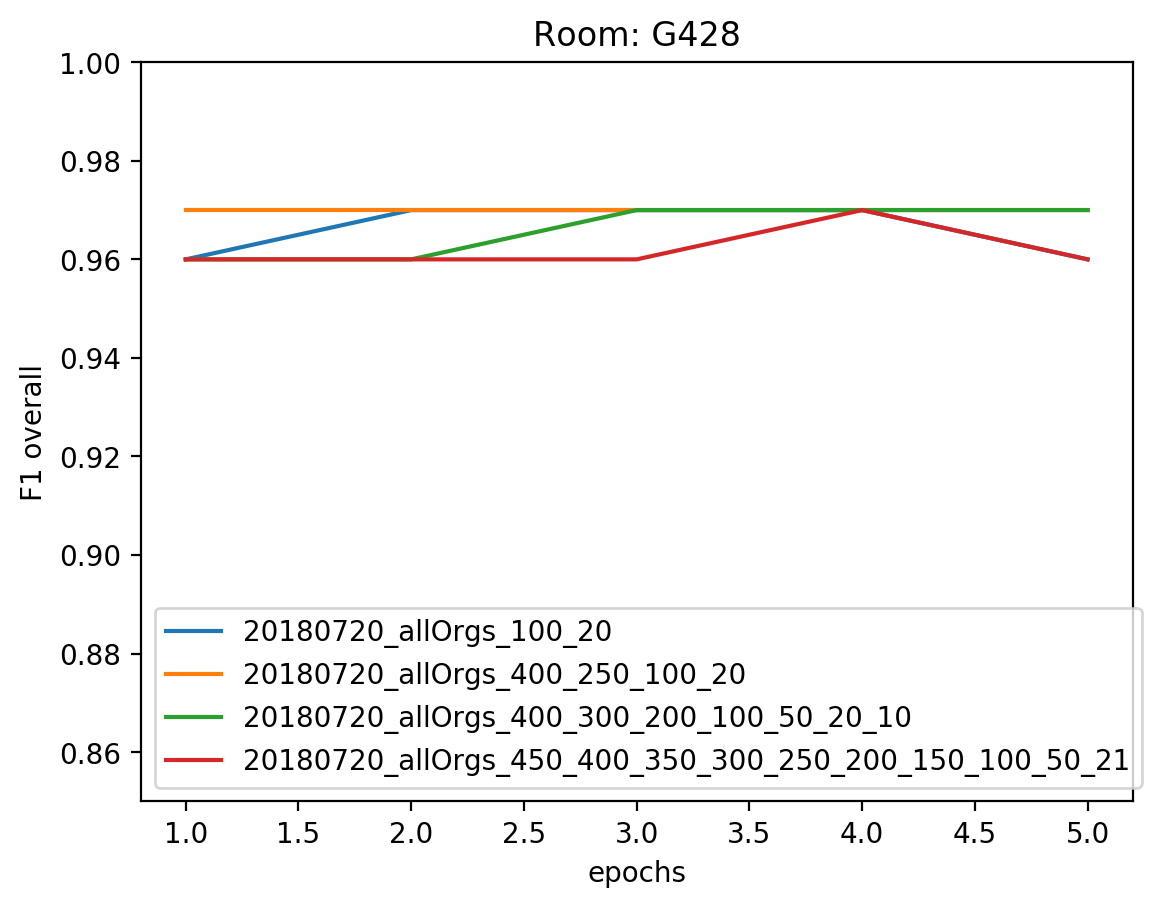 Room: G428
1.00
0.98
0.96
0.94
0.92
0.90
0.88
0.86
F1 overall
20180720_allOrgs_100_20
20180720_allOrgs_400_250_100_20
20180720_allOrgs_400_300_200_100_50_20_10
20180720_allOrgs_450_400_350_300_250_200_150_100_50_21
1.0 1.5 2.0 2.5 3.0 3.5 4.0 4.5 5.0
epochs